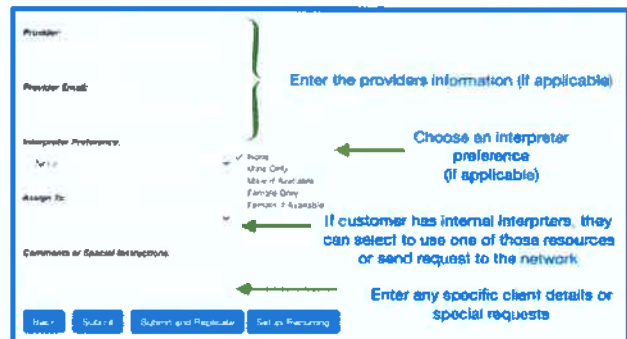 Provider:
Enter the providers information (if applicable)
Provider Email:
Interpreter Preference:
None
✓ None
Male Only
Male if Available
Female Only
Female if Available
Choose an interpreter
preference
(if applicable)
Assign To:
If customer has internal Interprters, they
can select to use one of those resources
or send request to the network
Comments or Special Instructions:
Enter any specific client details or
special requests
Back
Submit
Submit and Replicate
Setup Recurring